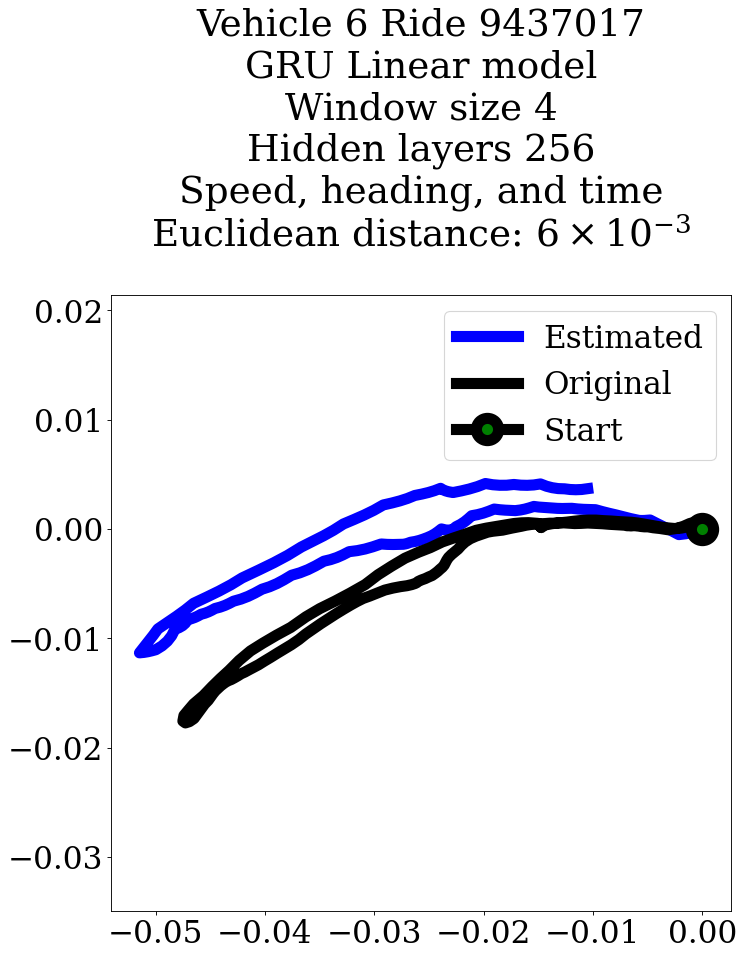 Vehicle 6 Ride 9437017
GRU Linear model
Window size 4
Hidden layers 256
Speed, heading, and time
Euclidean distance: 6 × 10⁻³
Estimated
Original
Start
0.02
0.01
0.00
−0.01
−0.02
−0.03
−0.05 −0.04 −0.03 −0.02 −0.01 0.00